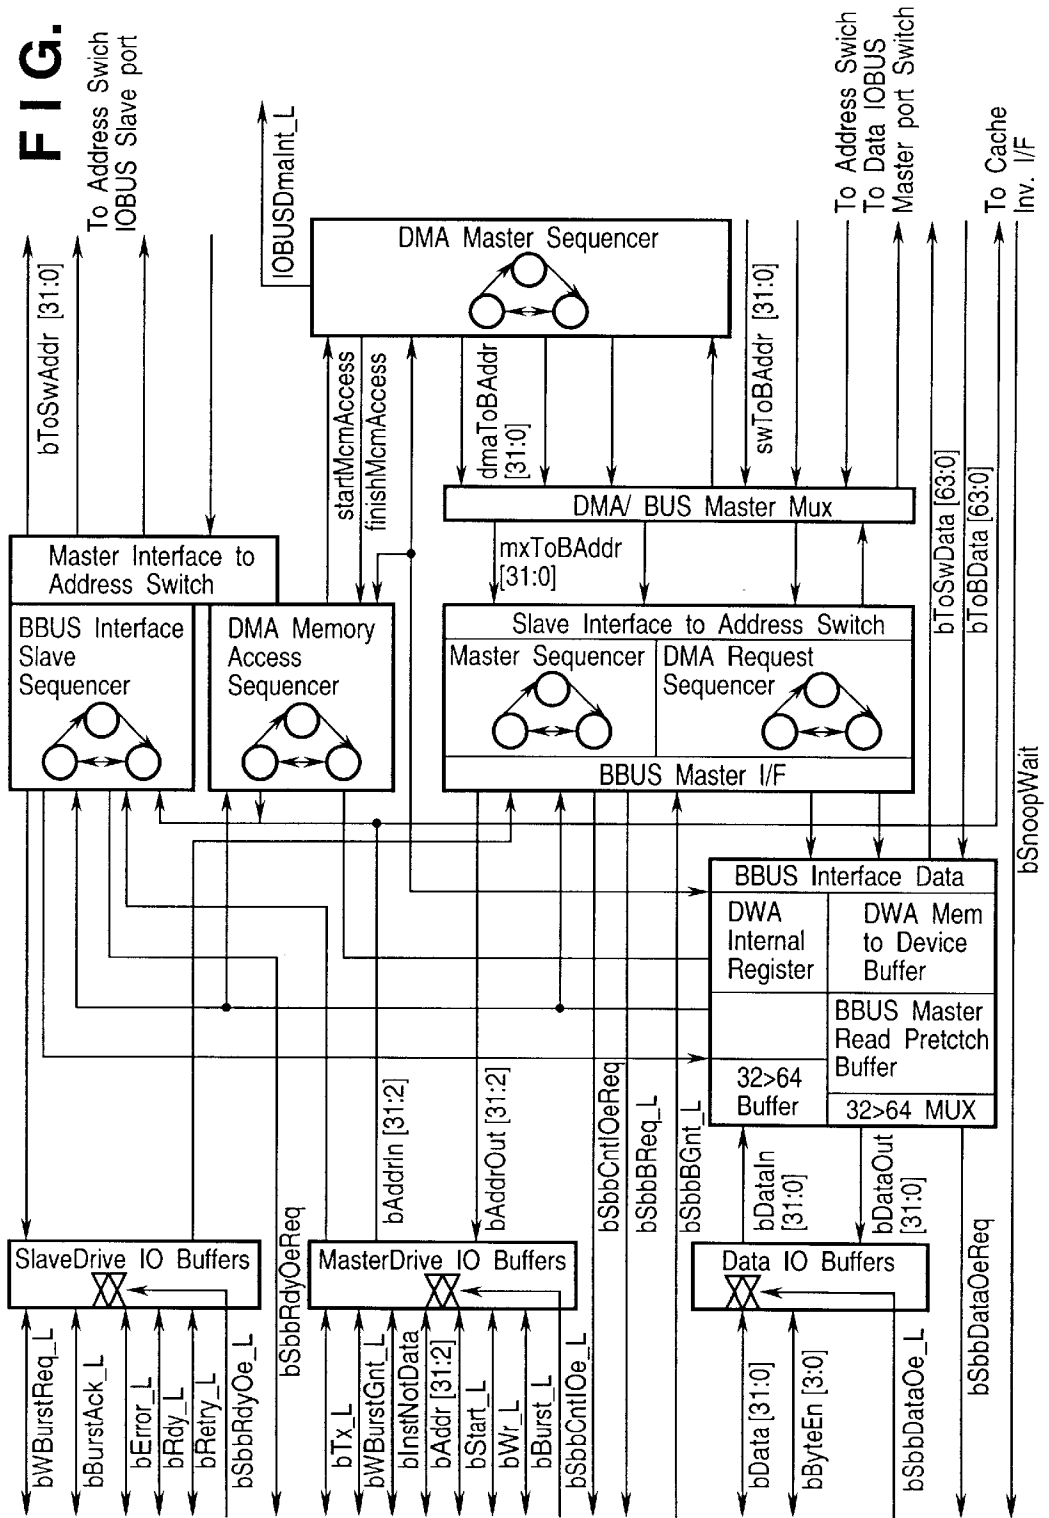 FIG.
To Address Swich
IOBUS Slave port
bToSwAddr [31:0]
IOBUSDmaInt_L
DMA Master Sequencer
startMcmAccess
finishMcmAccess
dmaToBAddr
[31:0]
swToBAddr [31:0]
To Address Swich
To Data IOBUS
Master port Switch
To Cache
Inv. I/F
DMA/ BUS Master Mux
mxToBAddr
[31:0]
bToSwData [63:0]
bToBData [63:0]
bSnoopWait
Master Interface to
Address Switch
BBUS Interface
Slave
Sequencer
DMA Memory
Access
Sequencer
Slave Interface to Address Switch
Master Sequencer
DMA Request
Sequencer
BBUS Master I/F
BBUS Interface Data
DWA
Internal
Register
DWA Mem
to Device
Buffer
BBUS Master
Read Pretctch
Buffer
32>64
Buffer
32>64 MUX
bAddrIn [31:2]
bAddrOut [31:2]
bSbbCntlOeReq
bSbbBReq_L
bSbbBGnt_L
bDataIn
[31:0]
bDataOut
[31:0]
bSbbRdyOeReq
bSbbDataOeReq
SlaveDrive IO Buffers
MasterDrive IO Buffers
Data IO Buffers
bWBurstReq_L
bBurstAck_L
bError_L
bRdy_L
bRetry_L
bSbbRdyOe_L
bTx_L
bWBurstGnt_L
bInstNotData
bAddr [31:2]
bStart_L
bWr_L
bBurst_L
bSbbCntlOe_L
bData [31:0]
bByteEn [3:0]
bSbbDataOe_L